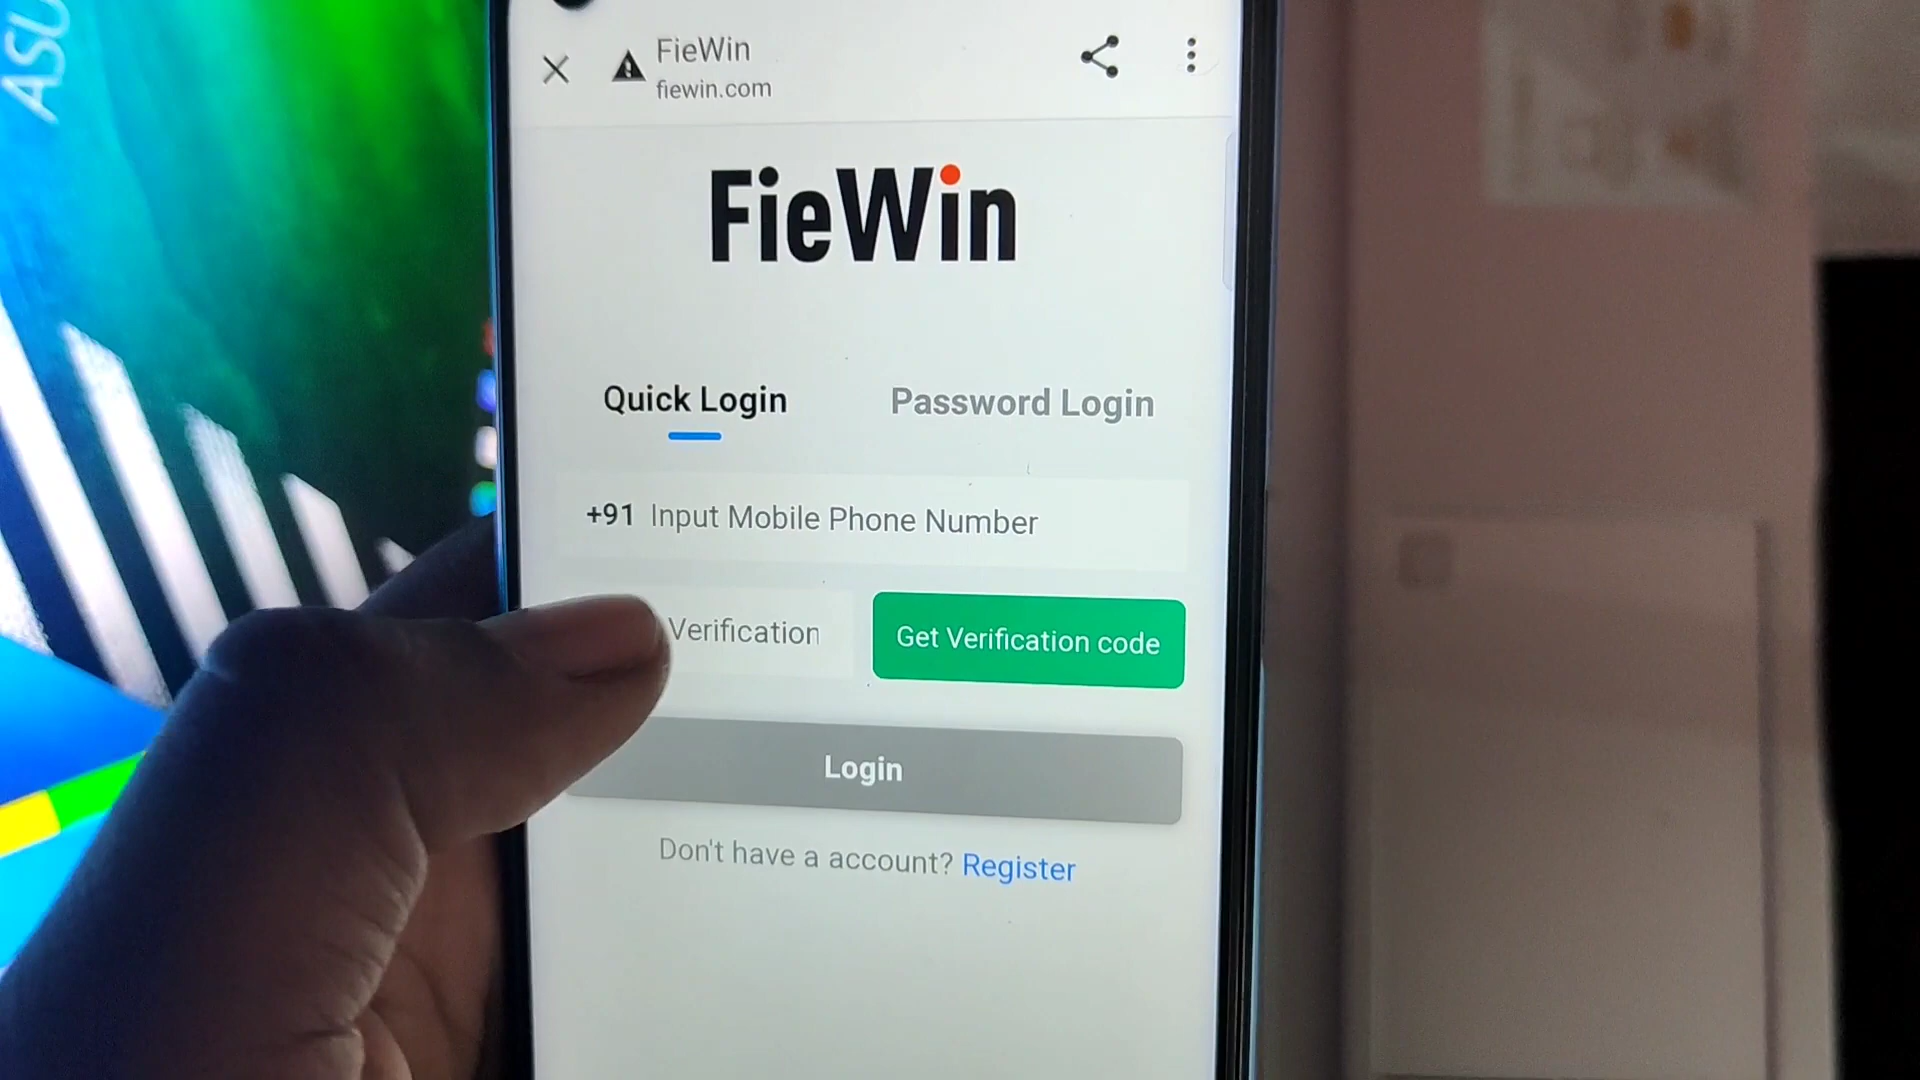 ASU
FieWin
fiewin.com
FieWin
Quick Login
Password Login
+91 Input Mobile Phone Number
Verification
Get Verification code
Login
Don't have a account? Register